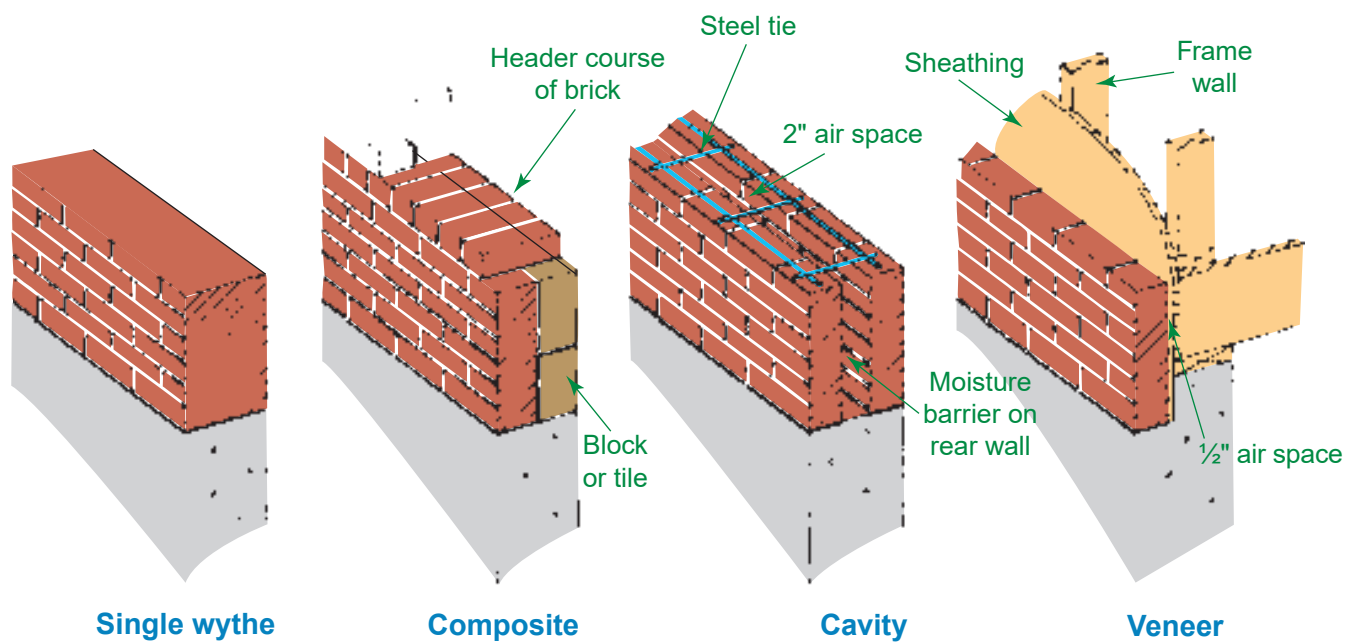 Steel tie
Header course
of brick
2" air space
Sheathing
Frame
wall
Block
or tile
Moisture
barrier on
rear wall
½" air space
Single wythe
Composite
Cavity
Veneer